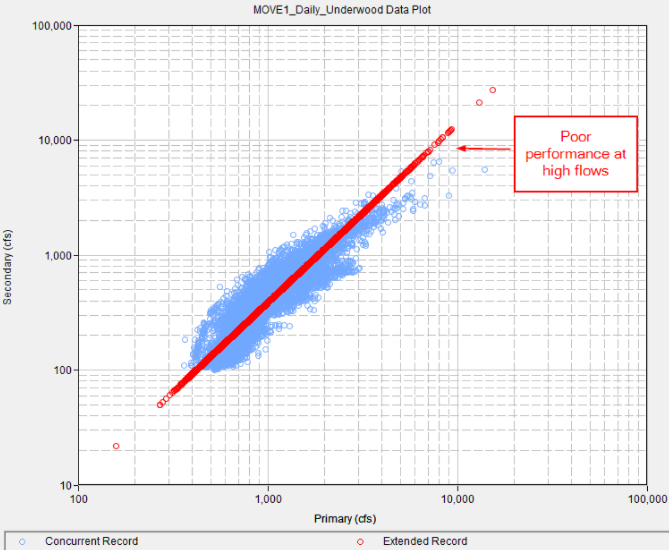 MOVE1_Daily_Underwood Data Plot
100,000
10,000
1,000
100
10
Secondary (cfs)
Poor
performance at
high flows
100
1,000
10,000
100,000
Primary (cfs)
Concurrent Record
Extended Record